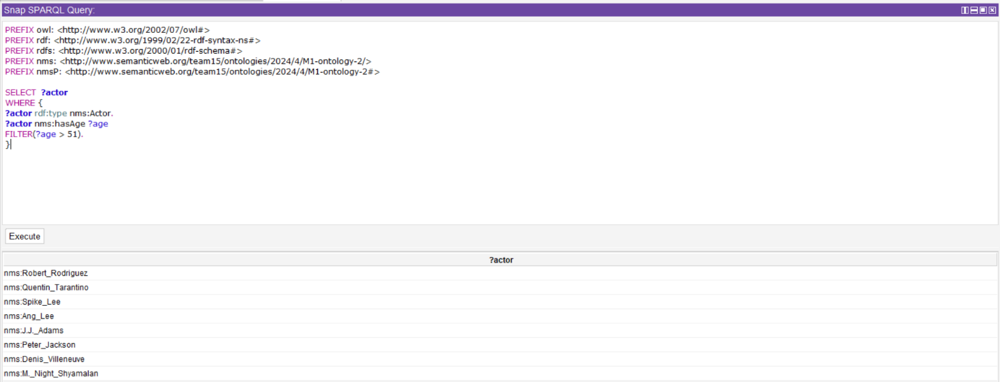 Snap SPARQL Query:
PREFIX owl: <http://www.w3.org/2002/07/owl#>
PREFIX rdf: <http://www.w3.org/1999/02/22-rdf-syntax-ns#>
PREFIX rdfs: <http://www.w3.org/2000/01/rdf-schema#>
PREFIX nms: <http://www.semanticweb.org/team15/ontologies/2024/4/M1-ontology-2/>
PREFIX nmsP: <http://www.semanticweb.org/team15/ontologies/2024/4/M1-ontology-2#>
SELECT ?actor
WHERE {
?actor rdf:type nms:Actor.
?actor nms:hasAge ?age
FILTER(?age > 51).
}
Execute
?actor
nms:Robert_Rodriguez
nms:Quentin_Tarantino
nms:Spike_Lee
nms:Ang_Lee
nms:J.J._Adams
nms:Peter_Jackson
nms:Denis_Villeneuve
nms:M._Night_Shyamalan